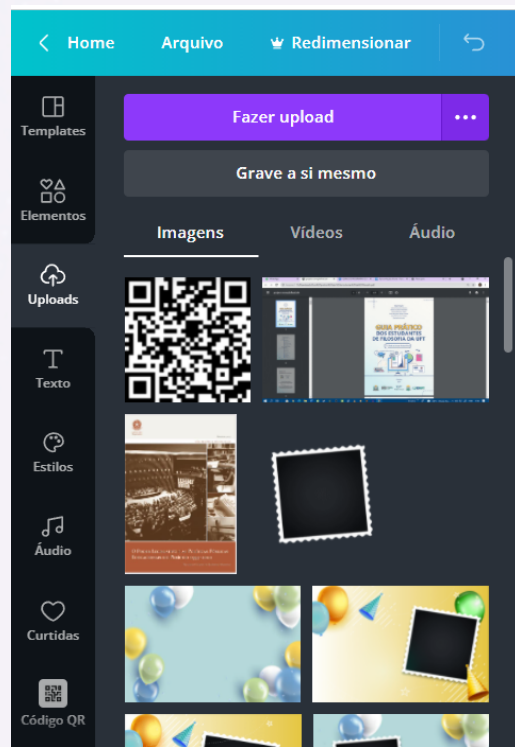 Home Arquivo Redimensionar
Templates
Elementos
Uploads
Texto
Estilos
Áudio
Curtidas
Código QR
Fazer upload
Grave a si mesmo
Imagens Vídeos Áudio
GUIA PRÁTICO
DOS ESTUDANTES
DE FILOSOFIA DA UFT